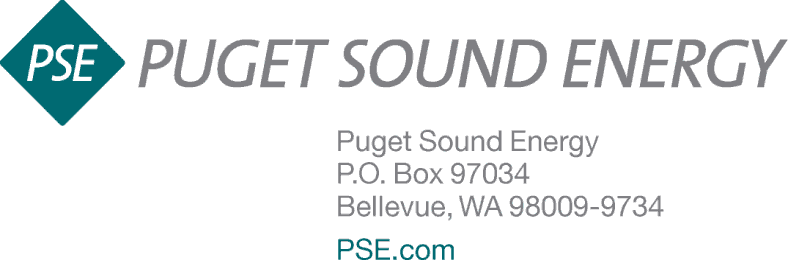 PSE PUGET SOUND ENERGY
Puget Sound Energy
P.O. Box 97034
Bellevue, WA 98009-9734
PSE.com